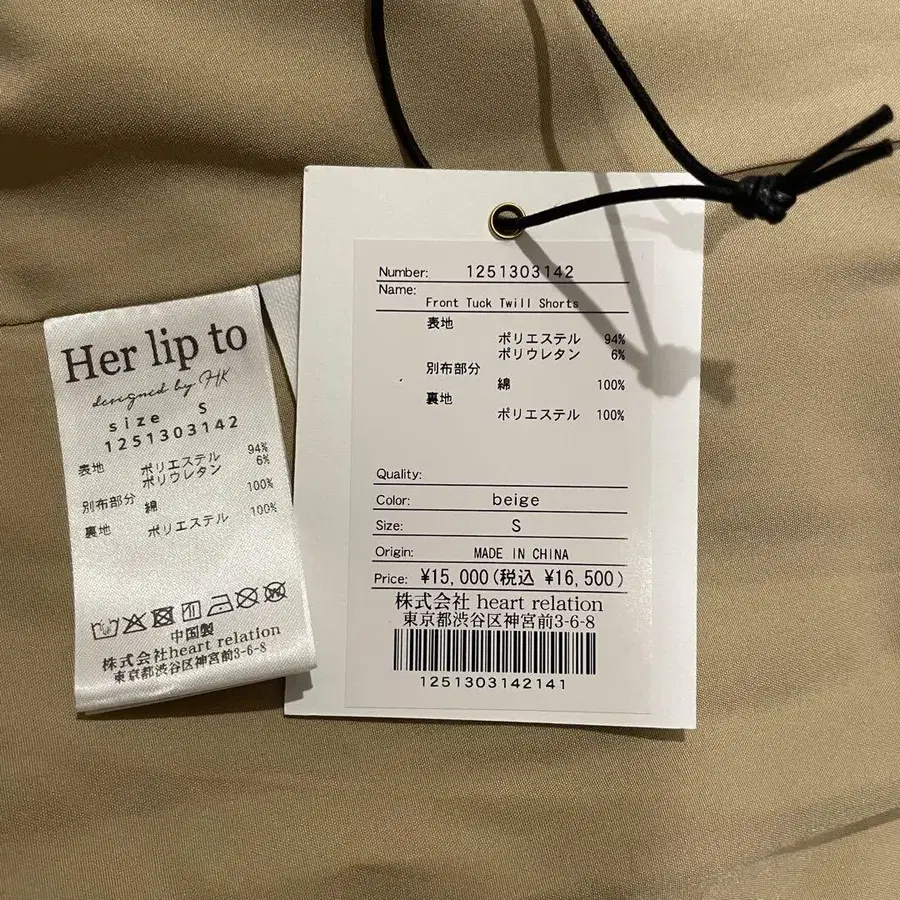 Her lip to
designed by HK
size S
1251303142
表地 ポリエステル 94%
ポリウレタン 6%
別布部分 綿 100%
裏地 ポリエステル 100%
中国製
株式会社heart relation
東京都渋谷区神宮前3-6-8
Number: 1251303142
Name:
Front Tuck Twill Shorts
表地
ポリエステル 94%
ポリウレタン 6%
別布部分
綿 100%
裏地
ポリエステル 100%
Quality:
Color: beige
Size: S
Origin: MADE IN CHINA
Price: ¥15,000(税込 ¥16,500)
株式会社 heart relation
東京都渋谷区神宮前3-6-8
1251303142141